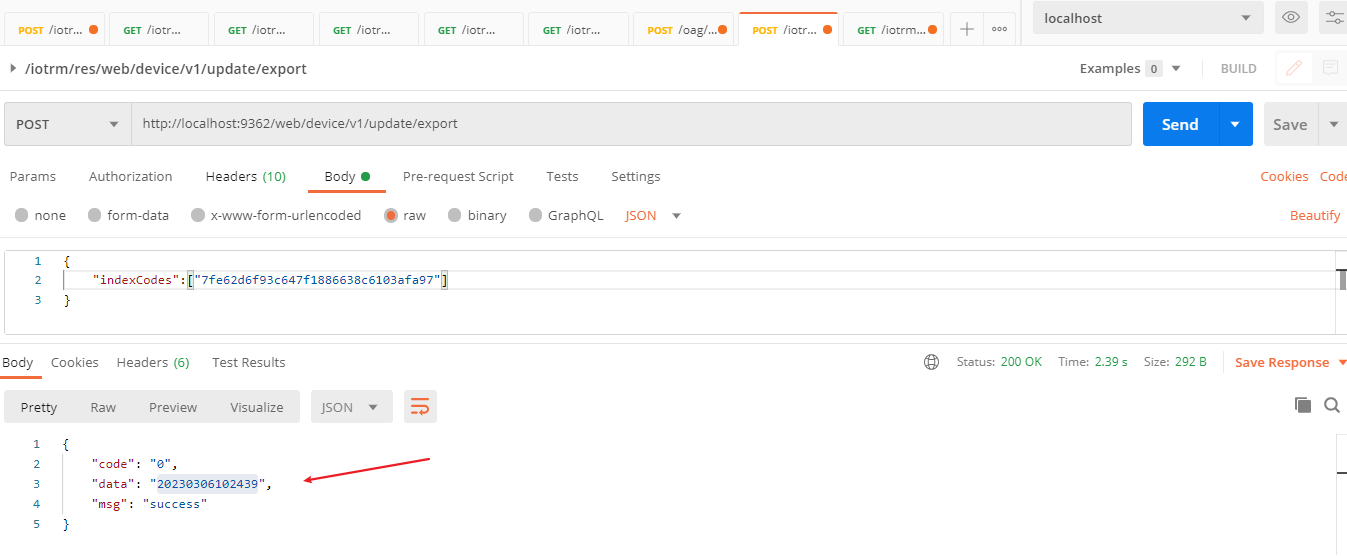 POST /iotr... GET /iotr... GET /iotr... GET /iotr... GET /iotr... GET /iotr... POST /oag/... POST /iotr... GET /iotrm... localhost
/iotrm/res/web/device/v1/update/export Examples 0 BUILD
POST http://localhost:9362/web/device/v1/update/export Send Save
Params Authorization Headers (10) Body Pre-request Script Tests Settings Cookies Code
none form-data x-www-form-urlencoded raw binary GraphQL JSON Beautify
1 {
2 "indexCodes":["7fe62d6f93c647f1886638c6103afa97"]
3 }
Body Cookies Headers (6) Test Results Status: 200 OK Time: 2.39 s Size: 292 B Save Response
Pretty Raw Preview Visualize JSON
1 {
2 "code": "0",
3 "data": "20230306102439",
4 "msg": "success"
5 }